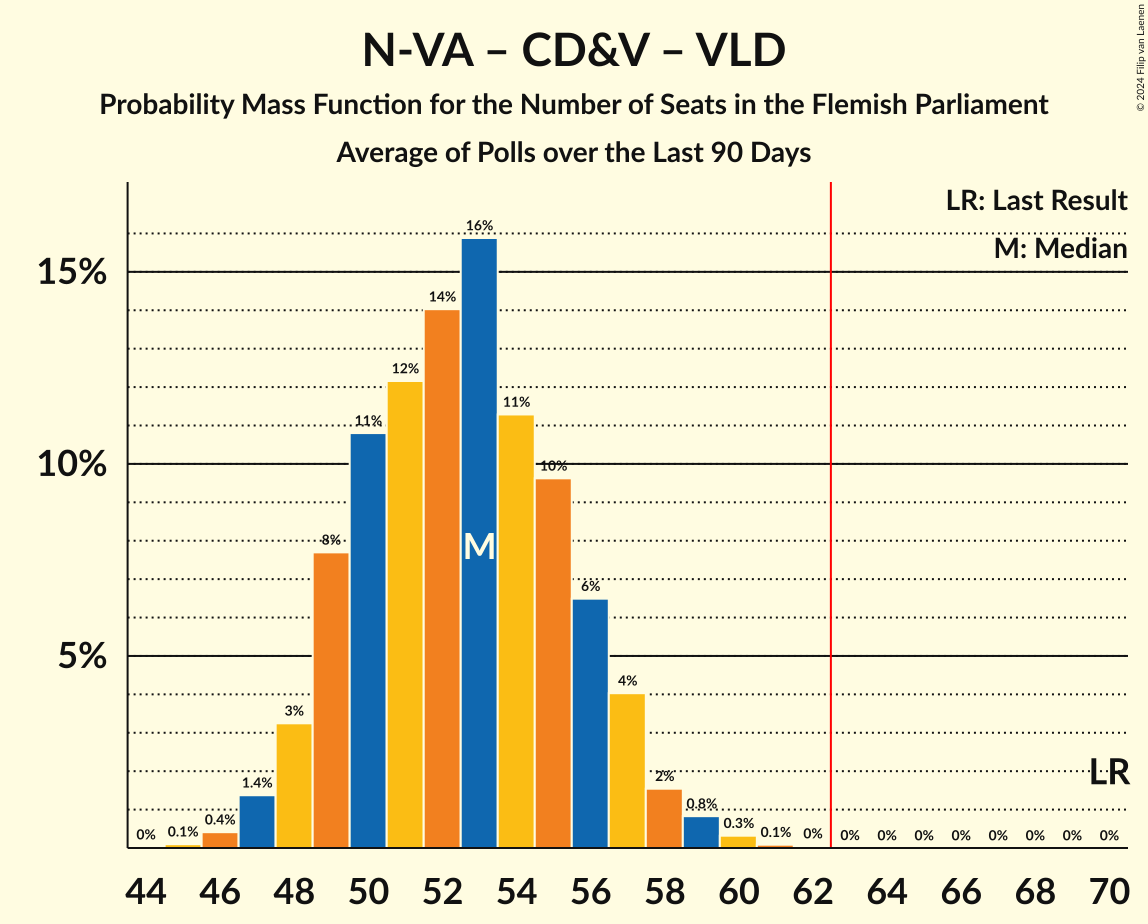 N-VA – CD&V – VLD
Probability Mass Function for the Number of Seats in the Flemish Parliament
Average of Polls over the Last 90 Days
© 2024 Filip van Laenen
LR: Last Result
M: Median
15%
10%
5%
0% 0.1% 0.4% 1.4% 3% 8% 11% 12% 14% 16% 11% 10% 6% 4% 2% 0.8% 0.3% 0.1% 0% 0% 0% 0% 0% 0% 0% 0% 0%
M
LR
44 46 48 50 52 54 56 58 60 62 64 66 68 70